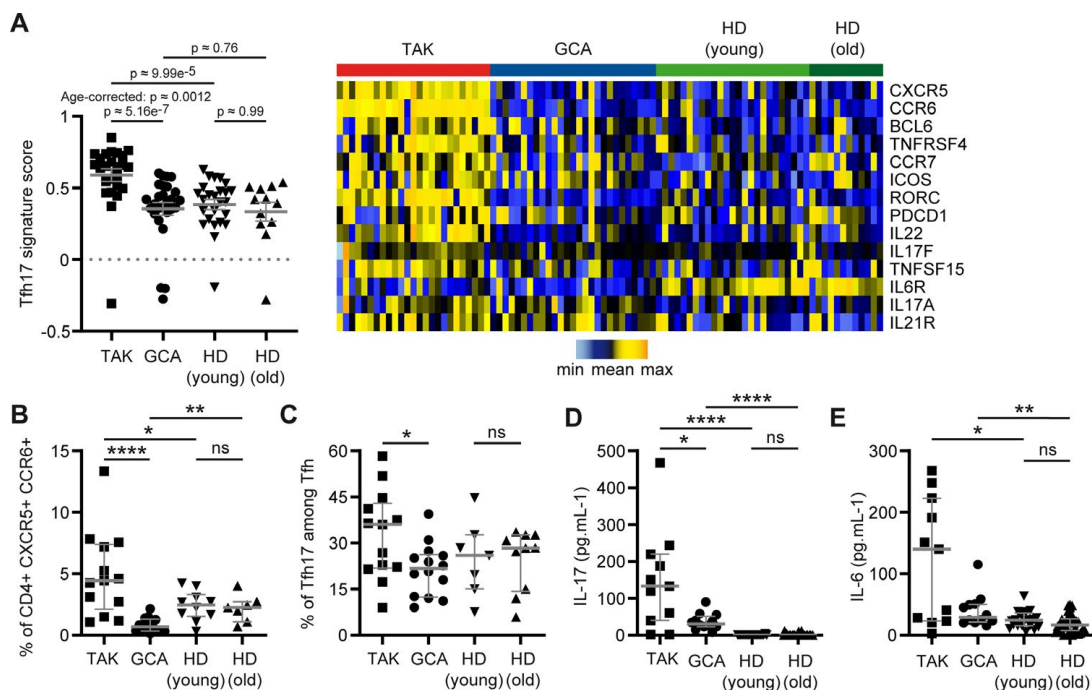 A
p ≈ 0.76
p ≈ 9.99e-5
Age-corrected: p ≈ 0.0012
p ≈ 5.16e-7
p ≈ 0.99
Tfh17 signature score
1
0.5
0
-0.5
TAK
GCA
HD
(young)
HD
(old)
TAK
GCA
HD
(young)
HD
(old)
CXCR5
CCR6
BCL6
TNFRSF4
CCR7
ICOS
RORC
PDCD1
IL22
IL17F
TNFSF15
IL6R
IL17A
IL21R
min mean max
B
**
*
****
ns
% of CD4+ CXCR5+ CCR6+
15
10
5
0
TAK
GCA
HD
(young)
HD
(old)
C
*
ns
% of Tfh17 among Tfh
60
45
30
15
0
TAK
GCA
HD
(young)
HD
(old)
D
****
****
*
ns
IL-17 (pg.mL-1)
500
400
300
200
100
0
TAK
GCA
HD
(young)
HD
(old)
E
**
*
ns
IL-6 (pg.mL-1)
300
200
100
0
TAK
GCA
HD
(young)
HD
(old)